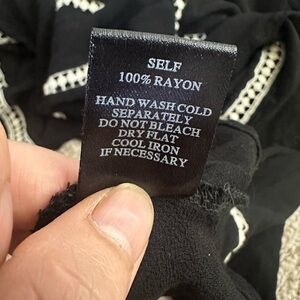 SELF
100% RAYON
HAND WASH COLD
SEPARATELY
DO NOT BLEACH
DRY FLAT
COOL IRON
IF NECESSARY